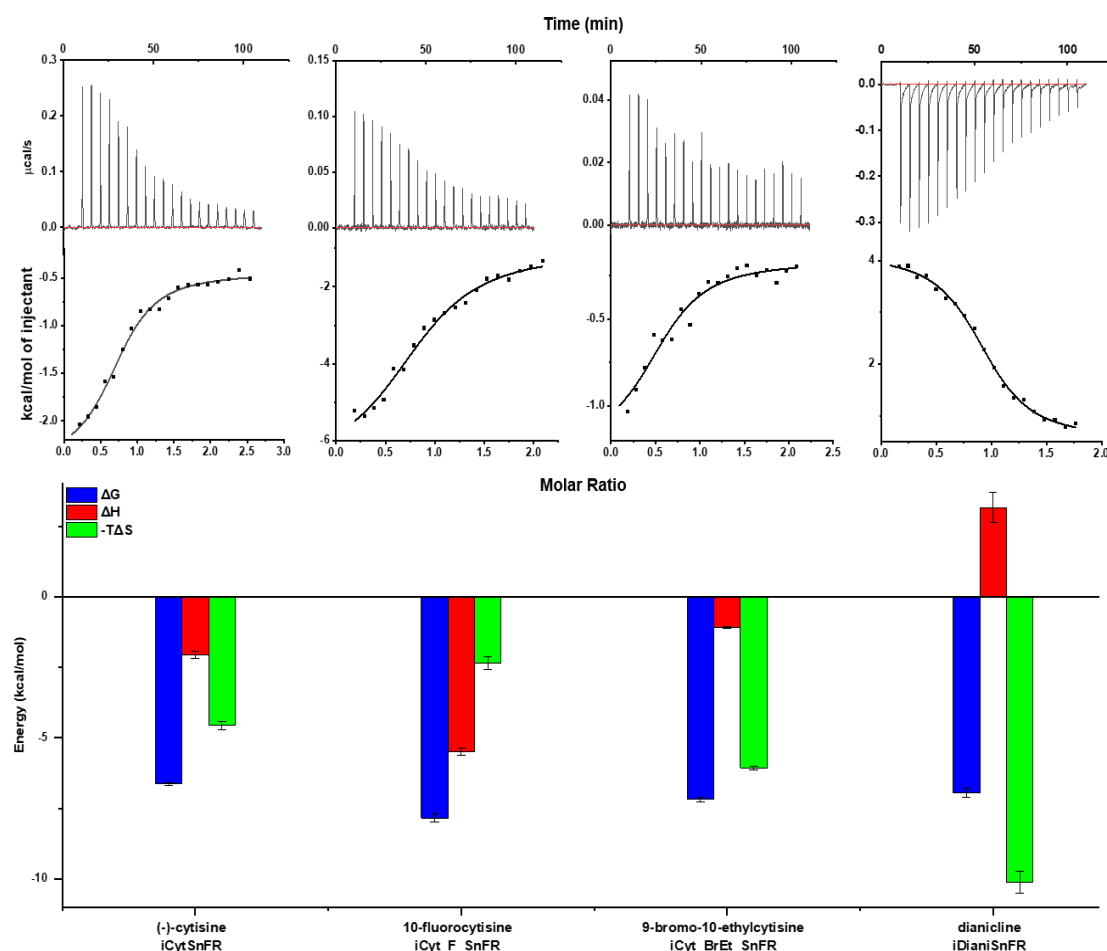 Time (min)
0 50 100
0 50 100
0 50 100
0 50 100
0.3
0.2
0.1
0.0
µcal/s
0.15
0.10
0.05
0.00
0.04
0.02
0.00
0.0
-0.1
-0.2
-0.3
-0.5
-1.0
-1.5
-2.0
kcal/mol of injectant
-2
-4
-6
0.0
-0.5
-1.0
4
2
0.0 0.5 1.0 1.5 2.0 2.5 3.0
0.0 0.5 1.0 1.5 2.0
0.0 0.5 1.0 1.5 2.0 2.5
0.0 0.5 1.0 1.5 2.0
Molar Ratio
ΔG
ΔH
-TΔS
0
-5
-10
Energy (kcal/mol)
(-)-cytisine
iCytSnFR
10-fluorocytisine
iCyt F SnFR
9-bromo-10-ethylcytisine
iCyt BrEt SnFR
dianicline
iDianiSnFR